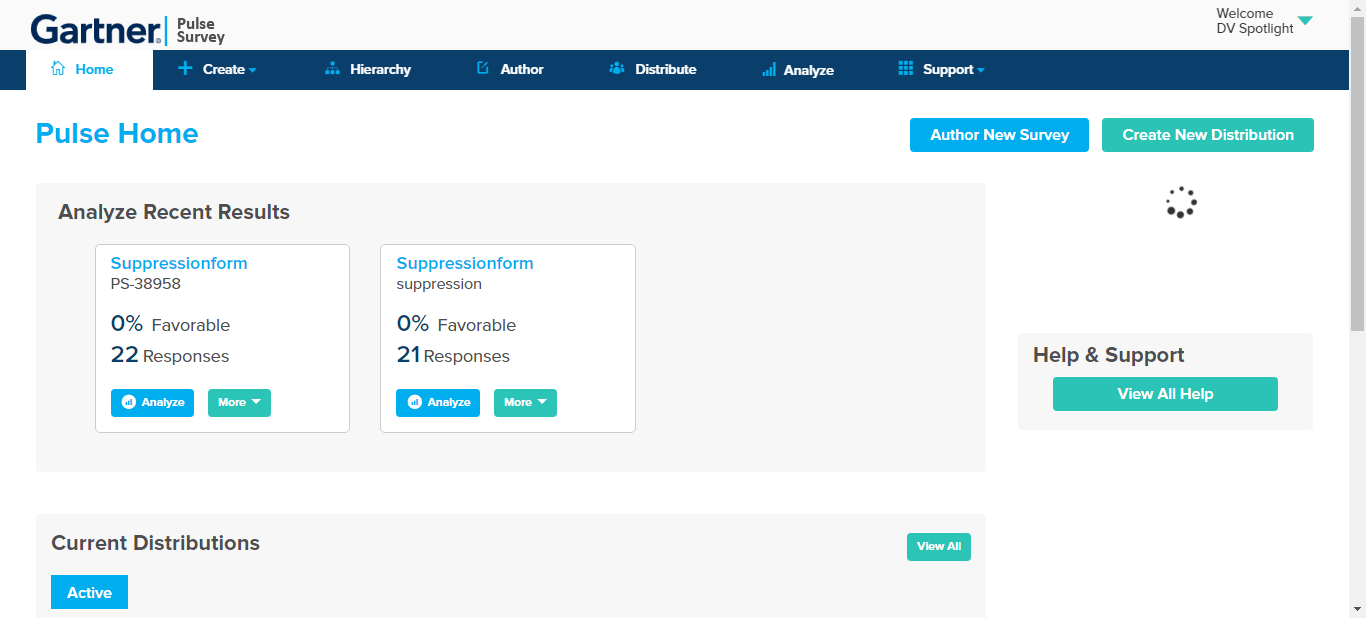 Gartner®
Pulse
Survey
Welcome
DV Spotlight
Home
Create
Hierarchy
Author
Distribute
Analyze
Support
Pulse Home
Author New Survey
Create New Distribution
Analyze Recent Results
Suppressionform
PS-38958
0% Favorable
22 Responses
Analyze
More
Suppressionform
suppression
0% Favorable
21 Responses
Analyze
More
Help & Support
View All Help
Current Distributions
View All
Active